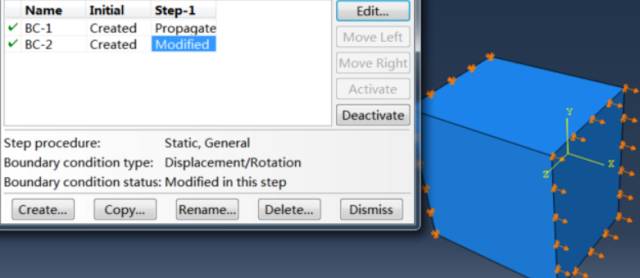 Name Initial Step-1 Edit...
BC-1 Created Propagate
BC-2 Created Modified Move Left
Move Right
Activate
Deactivate
Step procedure: Static, General
Boundary condition type: Displacement/Rotation
Boundary condition status: Modified in this step
Create... Copy... Rename... Delete... Dismiss
Y
X
Z